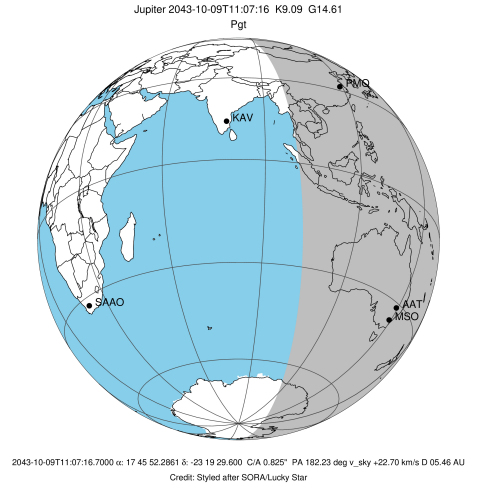 Jupiter 2043-10-09T11:07:16 K9.09 G14.61
Pgt
PMO
KAV
SAAO
AAT
MSO
2043-10-09T11:07:16.7000 α: 17 45 52.2861 δ: -23 19 29.600 C/A 0.825" PA 182.23 deg v_sky +22.70 km/s D 05.46 AU
Credit: Styled after SORA/Lucky Star